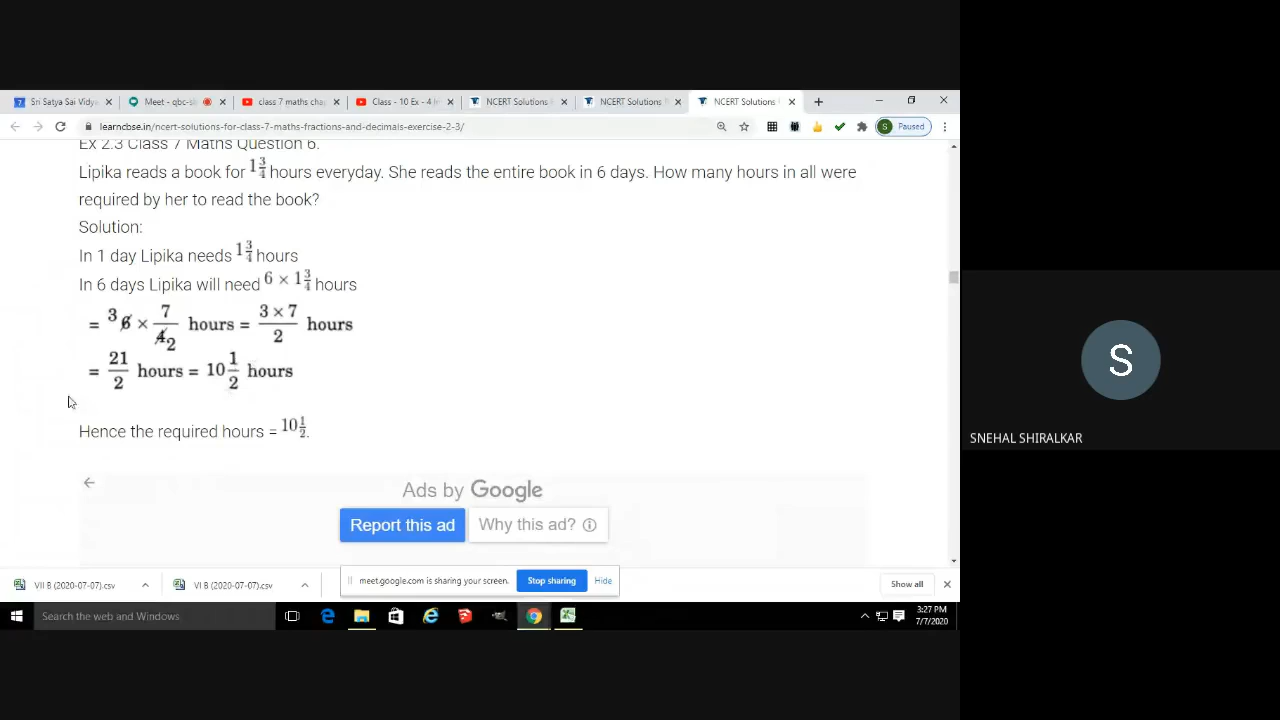 Sri Satya Sai Vidy
Meet - qbc-s
class 7 maths cha
Class - 10 Ex - 4
NCERT Solutions
NCERT Solutions
NCERT Solutions
learncbse.in/ncert-solutions-for-class-7-maths-fractions-and-decimals-exercise-2-3/
S Paused
Ex 2.3 Class 7 Maths Question 6.
Lipika reads a book for 1 3/4 hours everyday. She reads the entire book in 6 days. How many hours in all were
required by her to read the book?
Solution:
In 1 day Lipika needs 1 3/4 hours
In 6 days Lipika will need 6 × 1 3/4 hours
= 3 6 × 7/4 2 hours = 3 × 7/2 hours
= 21/2 hours = 10 1/2 hours
Hence the required hours = 10 1/2.
Ads by Google
Report this ad
Why this ad?
S
SNEHAL SHIRALKAR
VII B (2020-07-07).csv
VI B (2020-07-07).csv
meet.google.com is sharing your screen.
Stop sharing
Hide
Show all
Search the web and Windows
3:27 PM
7/7/2020